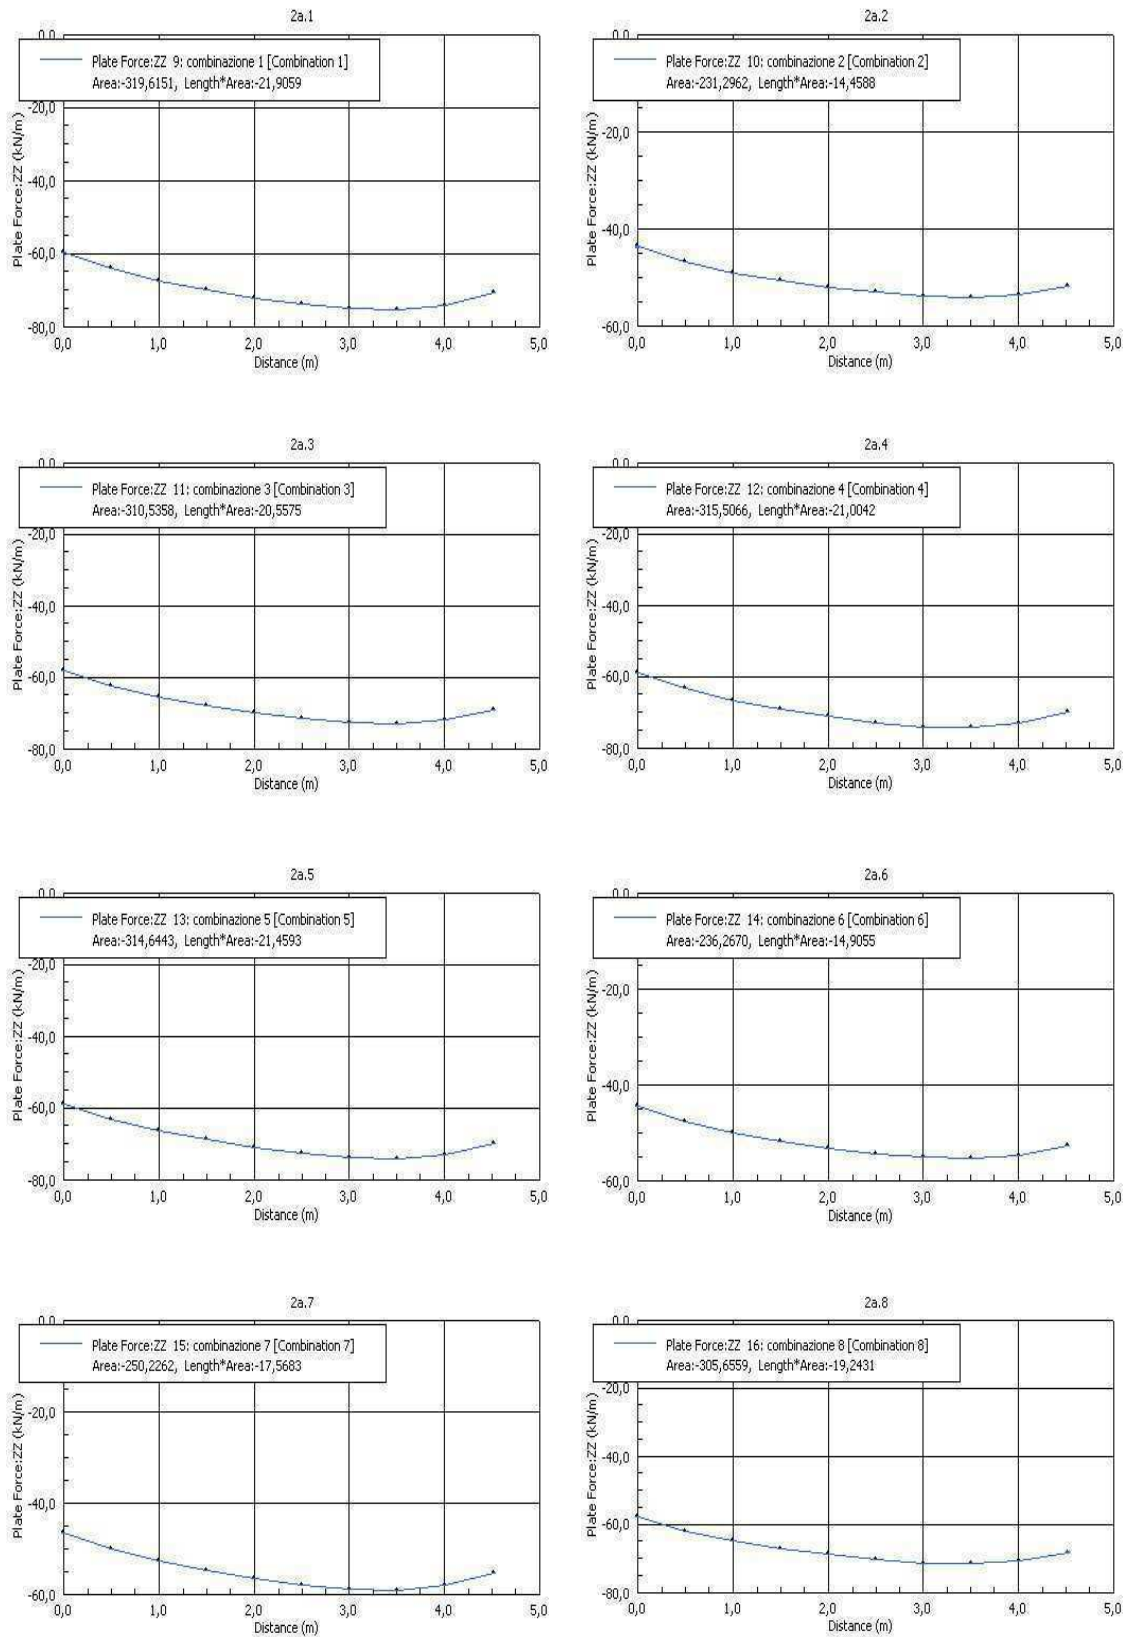 2a.1
0,0
Plate Force:ZZ 9: combinazione 1 [Combination 1]
Area:-319,6151, Length*Area:-21,9059
-20,0
-40,0
-60,0
-80,0
Plate Force:ZZ (kN/m)
0,0 1,0 2,0 3,0 4,0 5,0
Distance (m)
2a.2
0,0
Plate Force:ZZ 10: combinazione 2 [Combination 2]
Area:-231,2962, Length*Area:-14,4588
-20,0
-40,0
-60,0
Plate Force:ZZ (kN/m)
0,0 1,0 2,0 3,0 4,0 5,0
Distance (m)
2a.3
0,0
Plate Force:ZZ 11: combinazione 3 [Combination 3]
Area:-310,5358, Length*Area:-20,5575
-20,0
-40,0
-60,0
-80,0
Plate Force:ZZ (kN/m)
0,0 1,0 2,0 3,0 4,0 5,0
Distance (m)
2a.4
0,0
Plate Force:ZZ 12: combinazione 4 [Combination 4]
Area:-315,5066, Length*Area:-21,0042
-20,0
-40,0
-60,0
-80,0
Plate Force:ZZ (kN/m)
0,0 1,0 2,0 3,0 4,0 5,0
Distance (m)
2a.5
0,0
Plate Force:ZZ 13: combinazione 5 [Combination 5]
Area:-314,6443, Length*Area:-21,4593
-20,0
-40,0
-60,0
-80,0
Plate Force:ZZ (kN/m)
0,0 1,0 2,0 3,0 4,0 5,0
Distance (m)
2a.6
0,0
Plate Force:ZZ 14: combinazione 6 [Combination 6]
Area:-236,2670, Length*Area:-14,9055
-20,0
-40,0
-60,0
Plate Force:ZZ (kN/m)
0,0 1,0 2,0 3,0 4,0 5,0
Distance (m)
2a.7
0,0
Plate Force:ZZ 15: combinazione 7 [Combination 7]
Area:-250,2262, Length*Area:-17,5683
-20,0
-40,0
-60,0
Plate Force:ZZ (kN/m)
0,0 1,0 2,0 3,0 4,0 5,0
Distance (m)
2a.8
0,0
Plate Force:ZZ 16: combinazione 8 [Combination 8]
Area:-305,6559, Length*Area:-19,2431
-20,0
-40,0
-60,0
-80,0
Plate Force:ZZ (kN/m)
0,0 1,0 2,0 3,0 4,0 5,0
Distance (m)